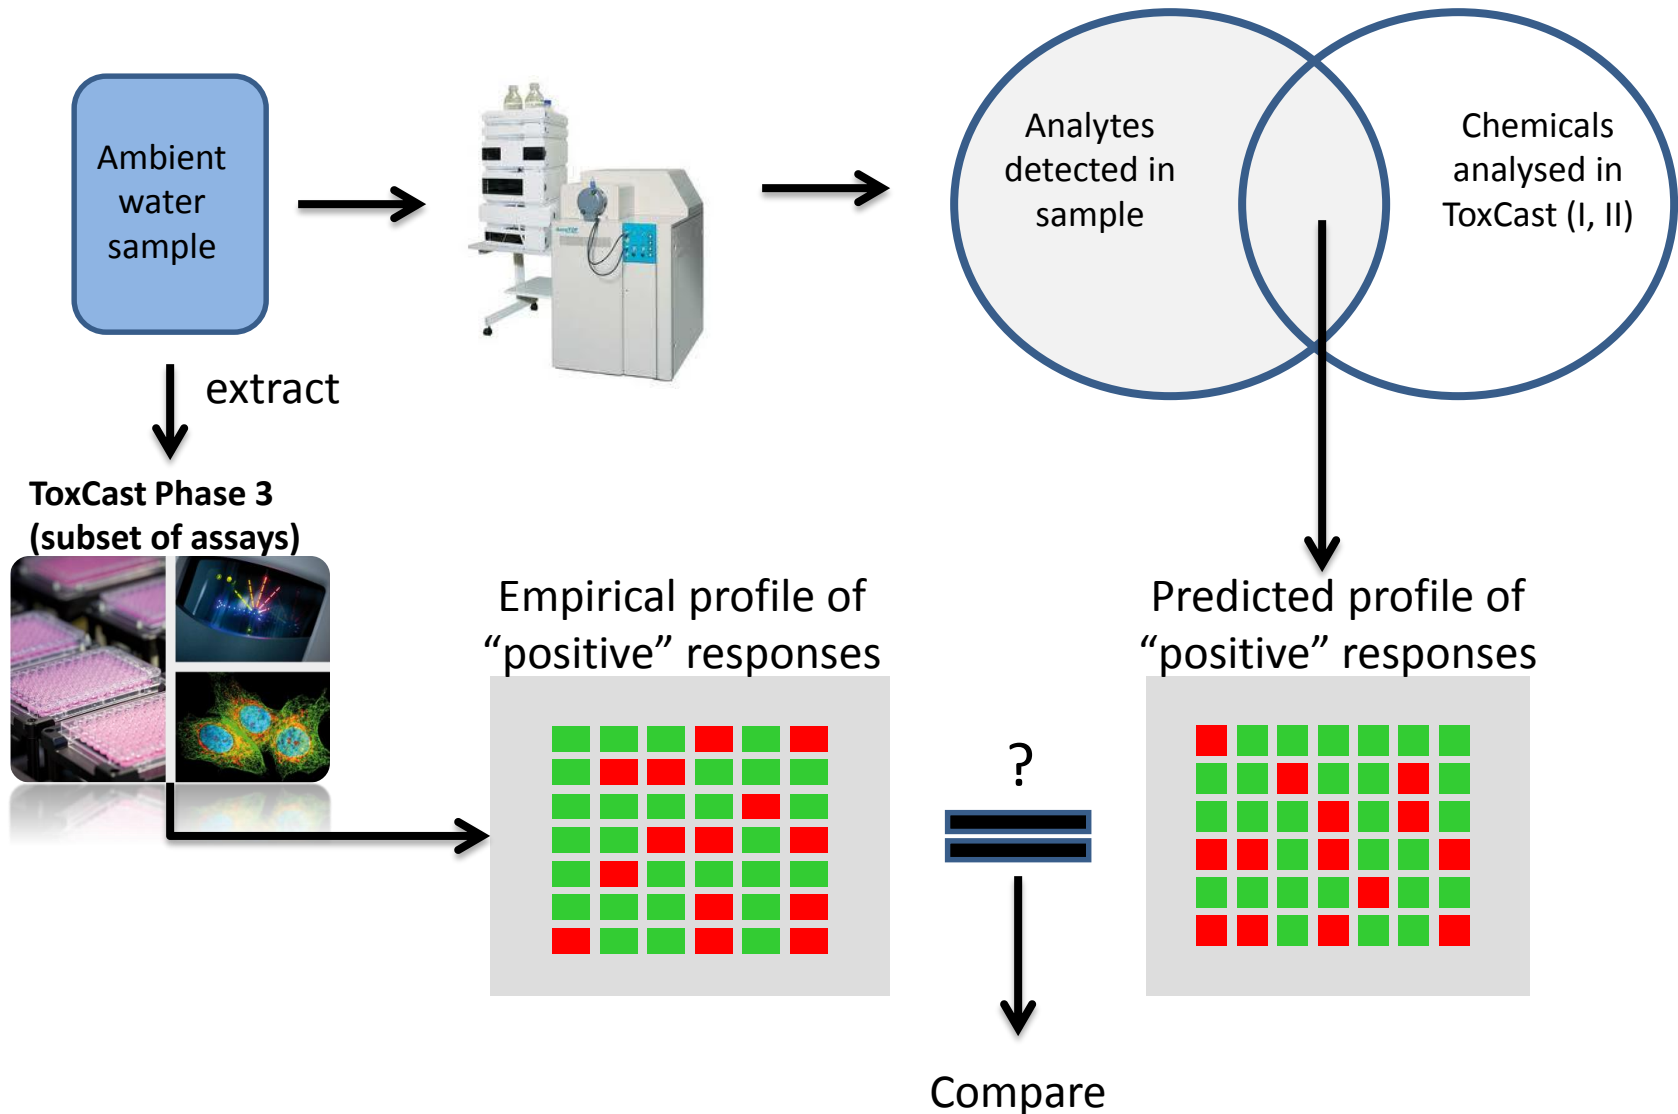 Ambient
water
sample
Analytes
detected in
sample
Chemicals
analysed in
ToxCast (I, II)
extract
ToxCast Phase 3
(subset of assays)
Empirical profile of
“positive” responses
Predicted profile of
“positive” responses
?
Compare